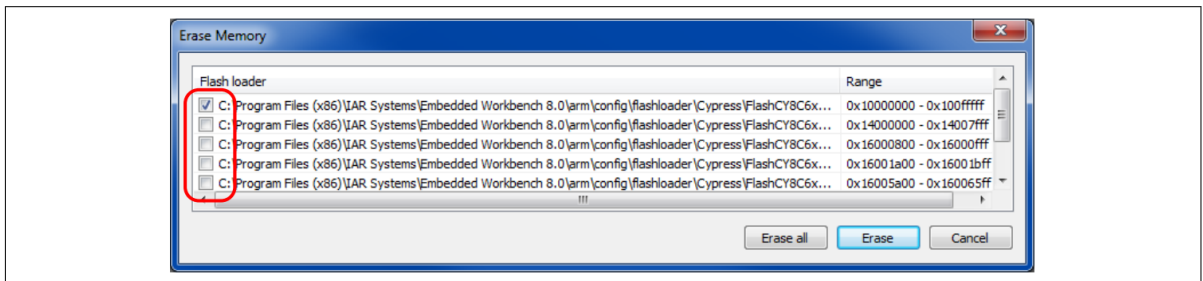 Erase Memory
Flash loader Range
C:\Program Files (x86)\IAR Systems\Embedded Workbench 8.0\arm\config\flashloader\Cypress\FlashCY8C6x... 0x10000000 - 0x100fffff
C:\Program Files (x86)\IAR Systems\Embedded Workbench 8.0\arm\config\flashloader\Cypress\FlashCY8C6x... 0x14000000 - 0x14007fff
C:\Program Files (x86)\IAR Systems\Embedded Workbench 8.0\arm\config\flashloader\Cypress\FlashCY8C6x... 0x16000800 - 0x16000fff
C:\Program Files (x86)\IAR Systems\Embedded Workbench 8.0\arm\config\flashloader\Cypress\FlashCY8C6x... 0x16001a00 - 0x16001bff
C:\Program Files (x86)\IAR Systems\Embedded Workbench 8.0\arm\config\flashloader\Cypress\FlashCY8C6x... 0x16005a00 - 0x160065ff
Erase all Erase Cancel